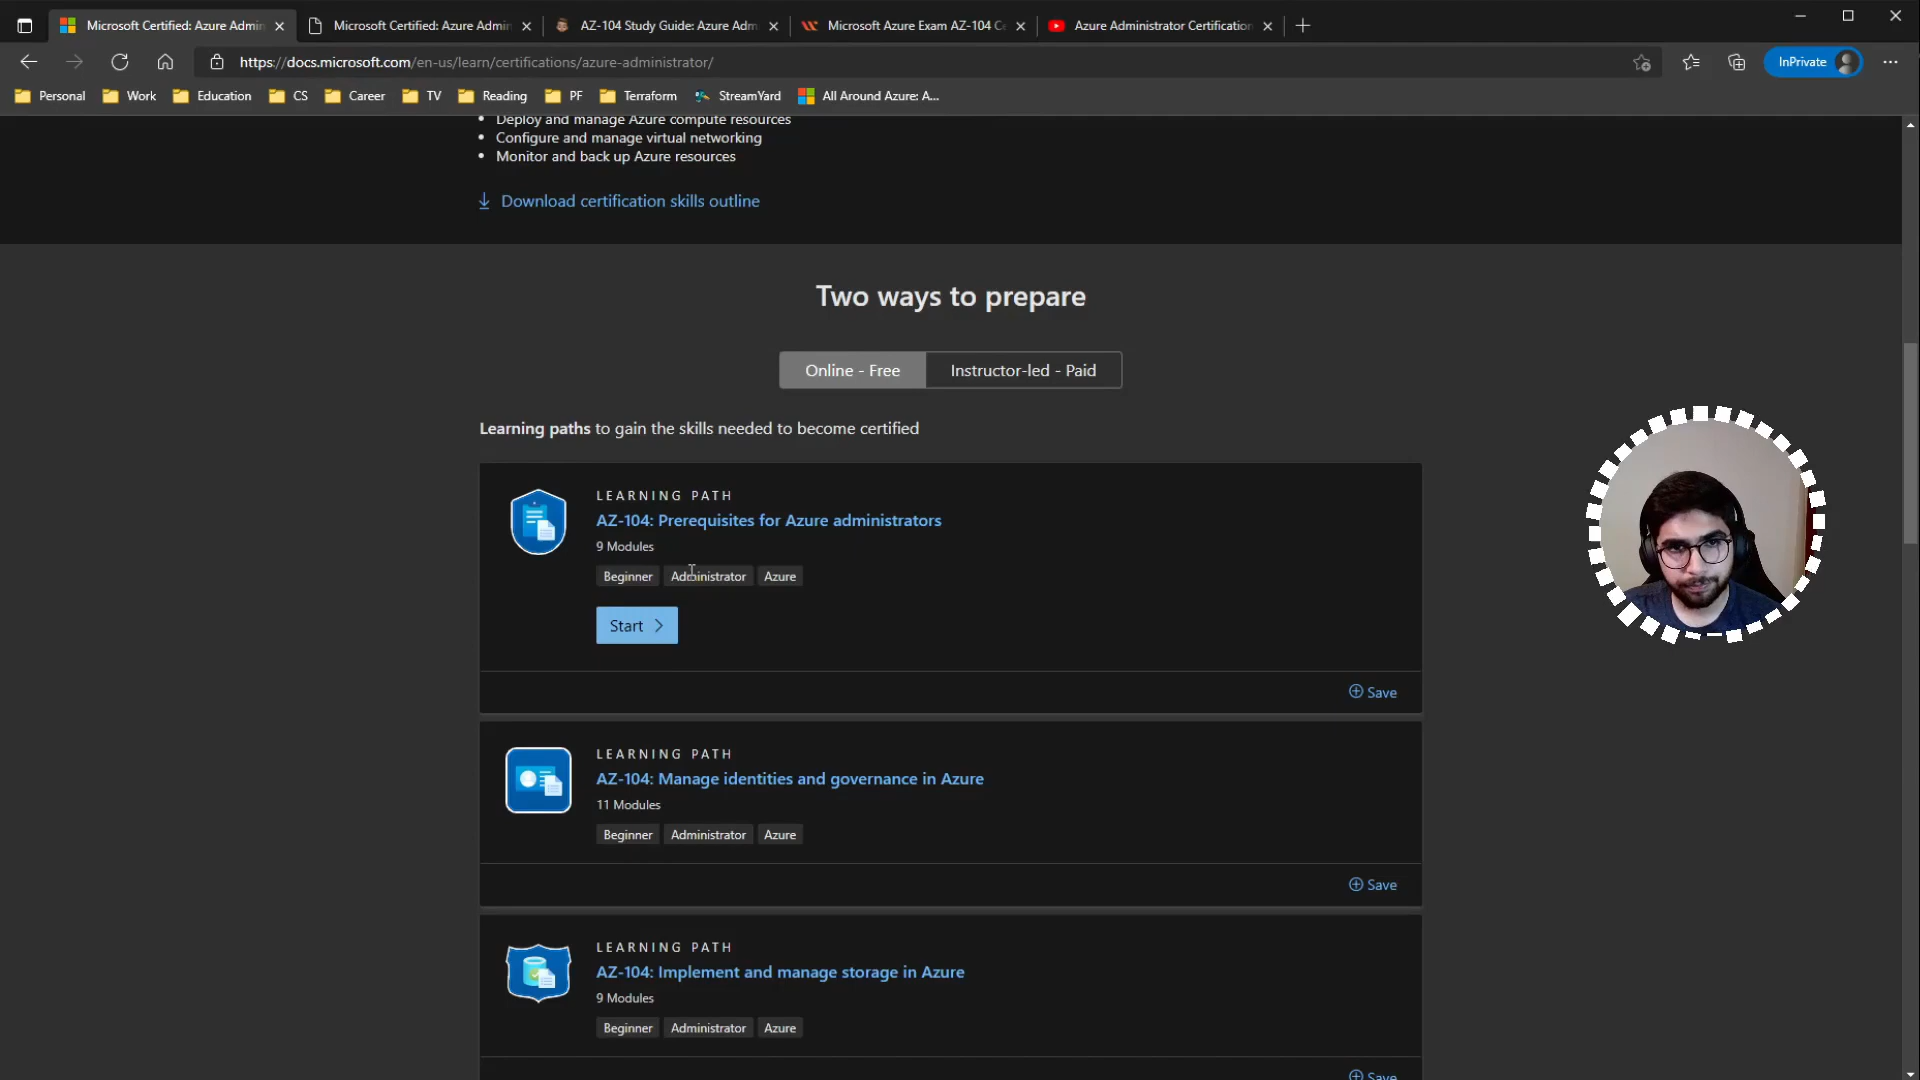 Microsoft Certified: Azure Admin
Microsoft Certified: Azure Admin
AZ-104 Study Guide: Azure Adm
Microsoft Azure Exam AZ-104 C
Azure Administrator Certification
https://docs.microsoft.com/en-us/learn/certifications/azure-administrator/
InPrivate
Personal
Work
Education
CS
Career
TV
Reading
PF
Terraform
StreamYard
All Around Azure: A...
• Deploy and manage Azure compute resources
• Configure and manage virtual networking
• Monitor and back up Azure resources
Download certification skills outline
Two ways to prepare
Online - Free
Instructor-led - Paid
Learning paths to gain the skills needed to become certified
LEARNING PATH
AZ-104: Prerequisites for Azure administrators
9 Modules
Beginner Administrator Azure
Start
Save
LEARNING PATH
AZ-104: Manage identities and governance in Azure
11 Modules
Beginner Administrator Azure
Save
LEARNING PATH
AZ-104: Implement and manage storage in Azure
9 Modules
Beginner Administrator Azure
Save